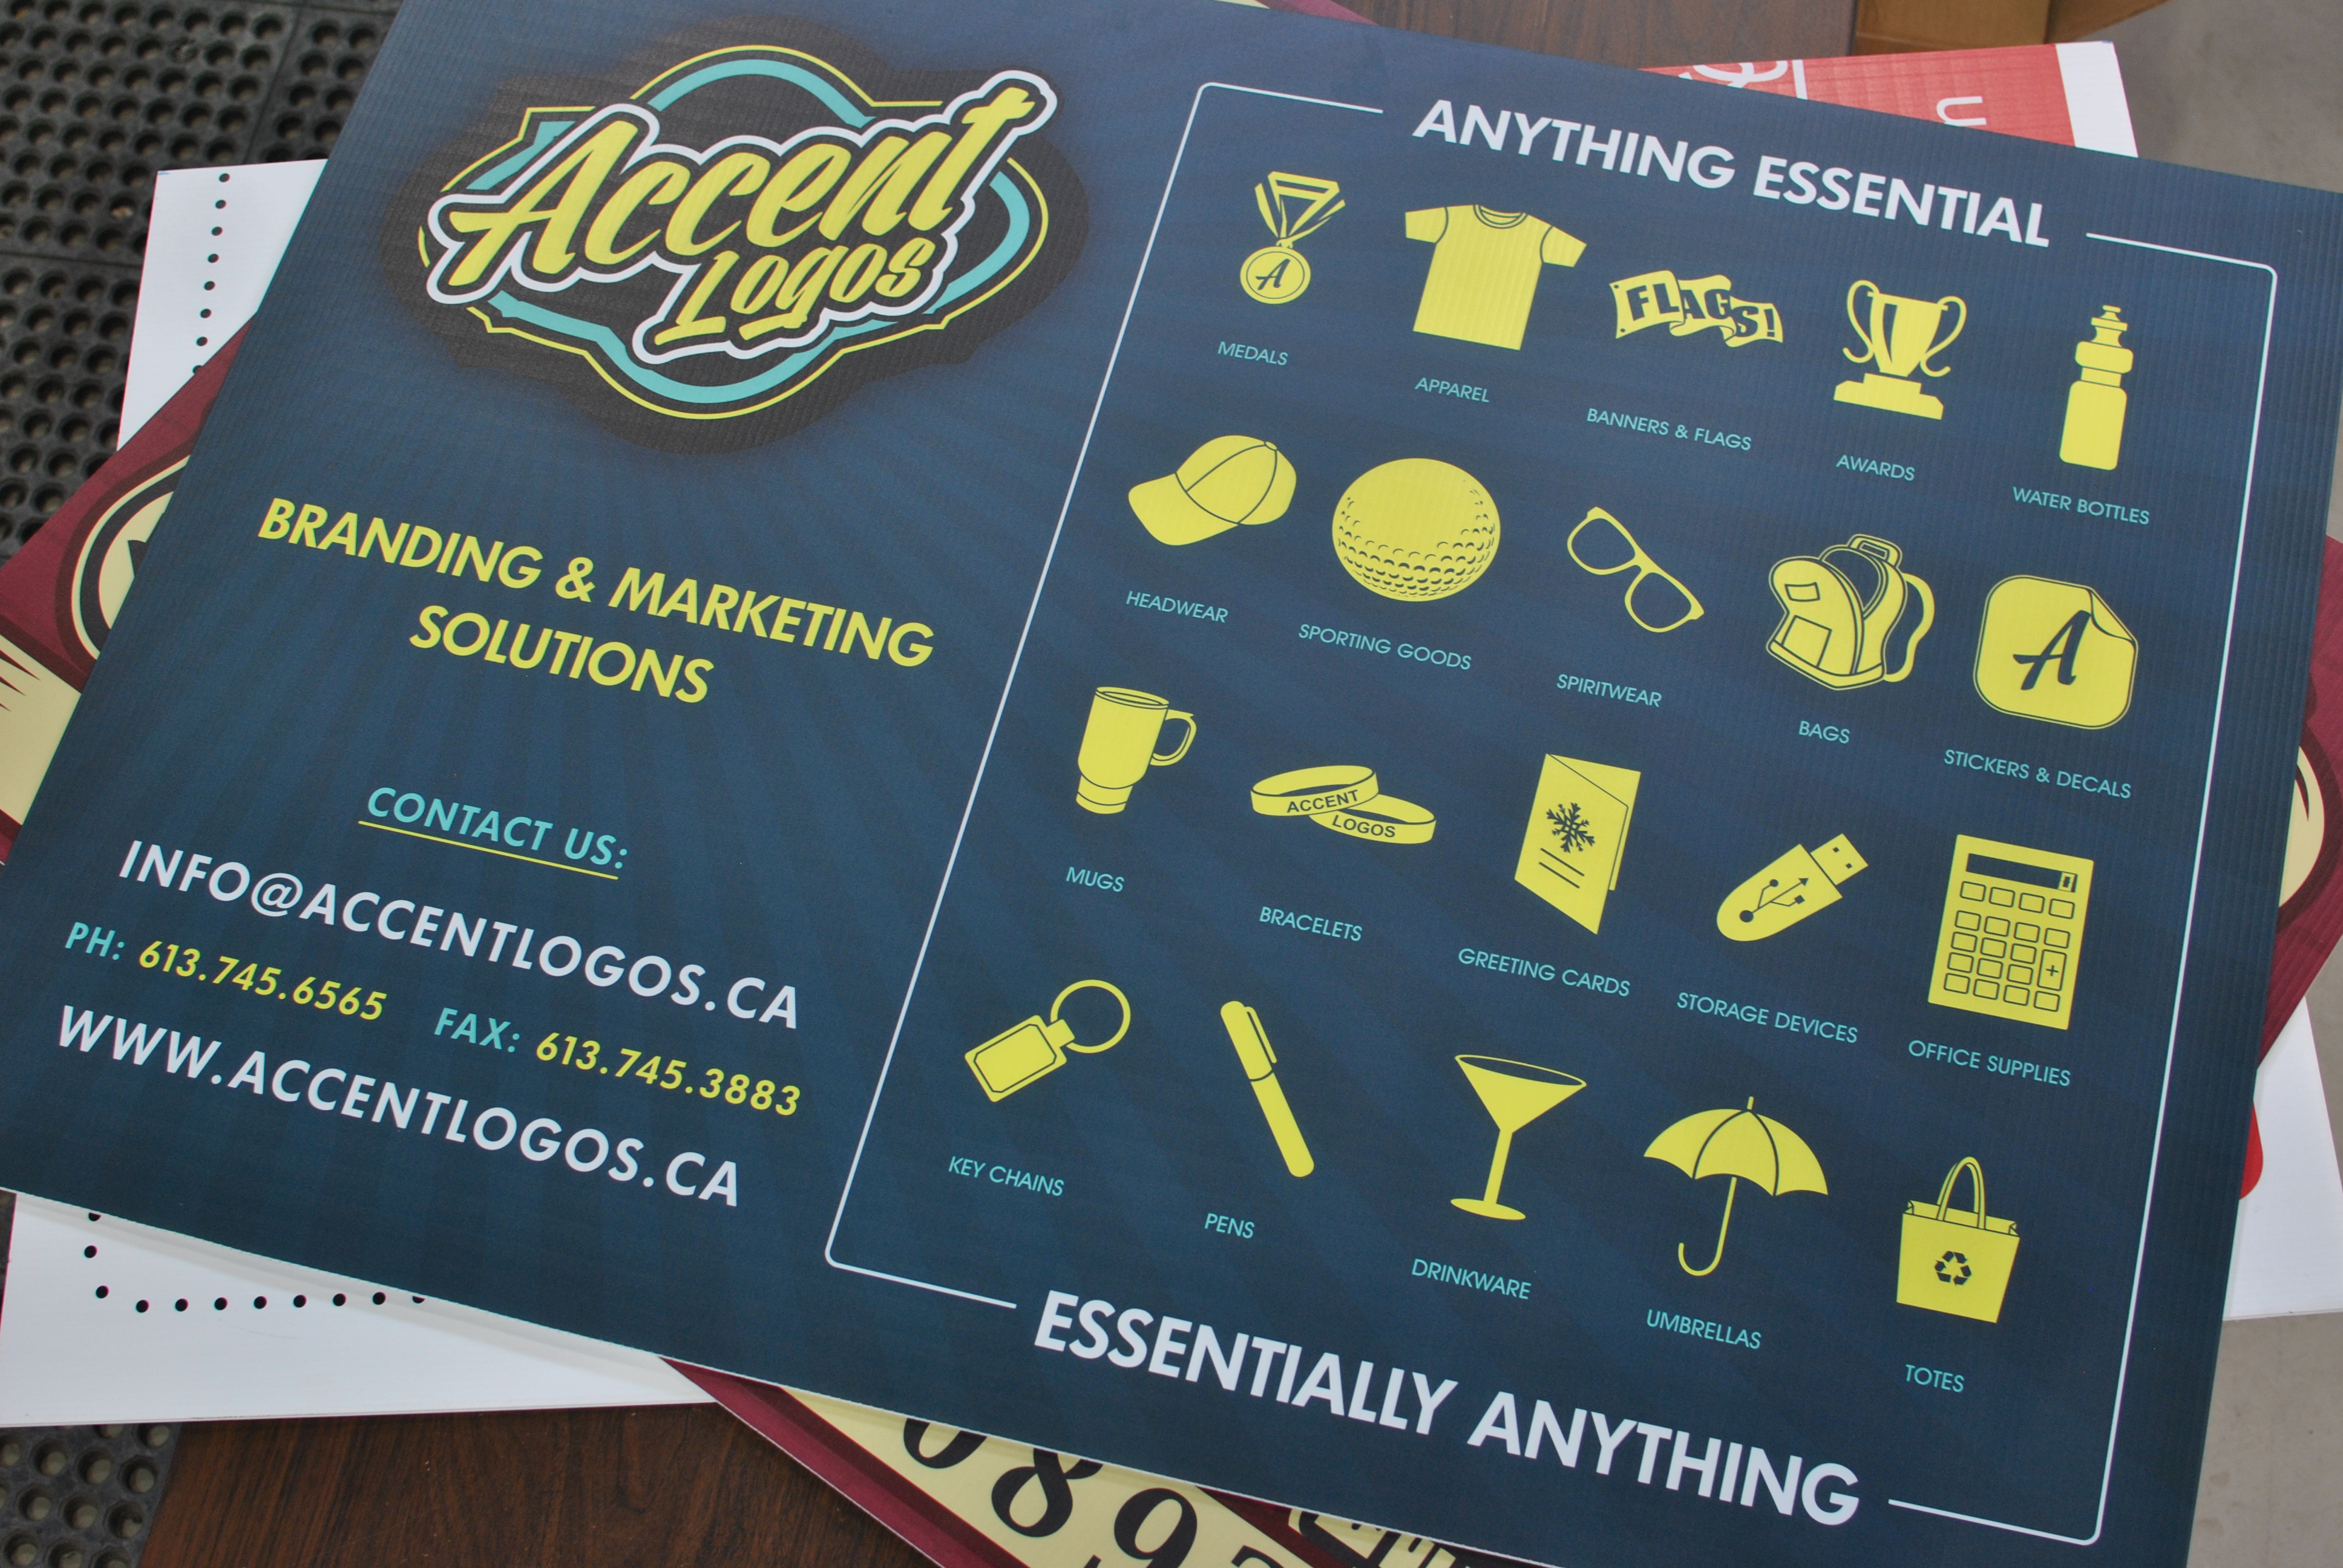 Accent
Logos
BRANDING & MARKETING
SOLUTIONS
CONTACT US:
INFO@ACCENTLOGOS.CA
PH: 613.745.6565 FAX: 613.745.3883
WWW.ACCENTLOGOS.CA
ANYTHING ESSENTIAL
A
FLAGS!
MEDALS
APPAREL
BANNERS & FLAGS
AWARDS
WATER BOTTLES
A
HEADWEAR
SPORTING GOODS
SPIRITWEAR
BAGS
STICKERS & DECALS
ACCENT
LOGOS
MUGS
BRACELETS
GREETING CARDS
STORAGE DEVICES
OFFICE SUPPLIES
KEY CHAINS
PENS
DRINKWARE
UMBRELLAS
TOTES
ESSENTIALLY ANYTHING
089